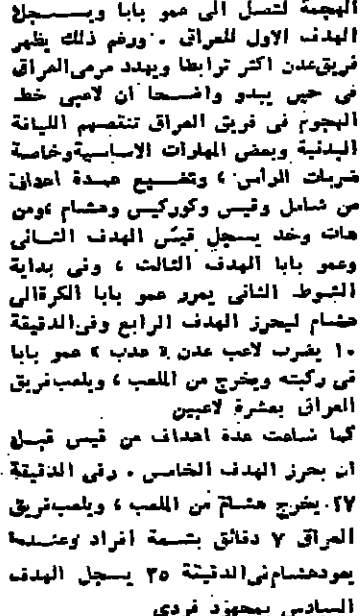 الهجمة لتصل الى عمو بابا ويسجل
الهدف الاول للعراق . ورغم ذلك يظهر
فريق عدن اكثر ترابطا ويهدد مرمى العراق
في حين يبدو واضحا ان لاعبي خط
الهجوم في فريق العراق تنقصهم الليانة
البدنية وبعض المهارات الاساسية وخاصة
ضربات الرأس ، وتضيع عدة اهداف
من شامل وقيس وكوركيس وهشام ، ومن
هات وخد يسجل قيس الهدف الثاني
وعمو بابا الهدف الثالث ، وفي بداية
الشوط الثاني يمرر عمو بابا الكرة الى
هشام ليحرز الهدف الرابع وفي الدقيقة
١٠ يضرب لاعب عدن « عدب » عمو بابا
في ركبته ويخرج من الملعب ، ويلعب فريق
العراق بعشرة لاعبين
كما ضاعت عدة اهداف من قيس قبل
ان يحرز الهدف الخامس . وفي الدقيقة
٢٧ يخرج هشام من الملعب ، ويلعب فريق
العراق ٧ دقائق بتسعة افراد وعندما
يعود هشام في الدقيقة ٣٥ يسجل الهدف
السادس بمجهود فردي